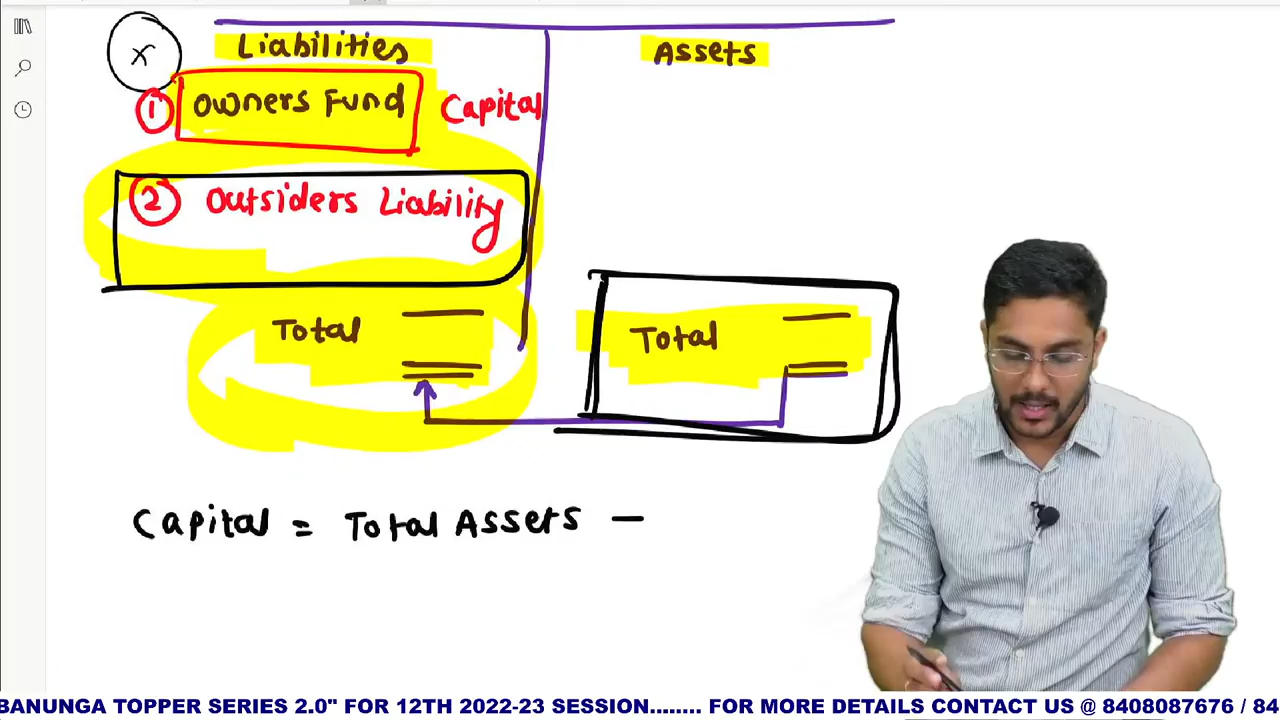 Liabilities Assets
x
① Owners Fund Capital
② Outsiders Liability
Total Total
Capital = Total Assets –
BANUNGA TOPPER SERIES 2.0" FOR 12TH 2022-23 SESSION........ FOR MORE DETAILS CONTACT US @ 8408087676 / 84